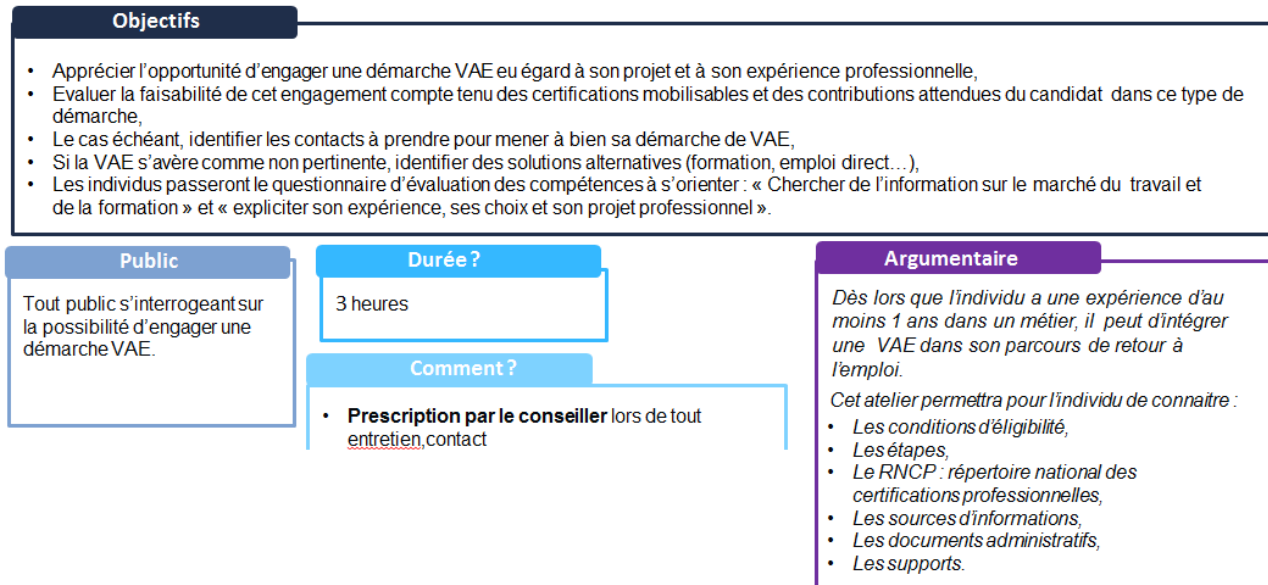 Objectifs
• Apprécier l’opportunité d’engager une démarche VAE eu égard à son projet et à son expérience professionnelle,
• Evaluer la faisabilité de cet engagement compte tenu des certifications mobilisables et des contributions attendues du candidat dans ce type de
démarche,
• Le cas échéant, identifier les contacts à prendre pour mener à bien sa démarche de VAE,
• Si la VAE s’avère comme non pertinente, identifier des solutions alternatives (formation, emploi direct…),
• Les individus passeront le questionnaire d’évaluation des compétences à s’orienter : « Chercher de l’information sur le marché du travail et
de la formation » et « expliciter son expérience, ses choix et son projet professionnel ».
Public
Tout public s’interrogeant sur
la possibilité d’engager une
démarche VAE.
Durée ?
3 heures
Comment ?
• Prescription par le conseiller lors de tout
entretien,contact
Argumentaire
Dès lors que l’individu a une expérience d’au
moins 1 ans dans un métier, il peut d’intégrer
une VAE dans son parcours de retour à
l’emploi.
Cet atelier permettra pour l’individu de connaitre :
• Les conditions d’éligibilité,
• Les étapes,
• Le RNCP : répertoire national des
certifications professionnelles,
• Les sources d’informations,
• Les documents administratifs,
• Les supports.